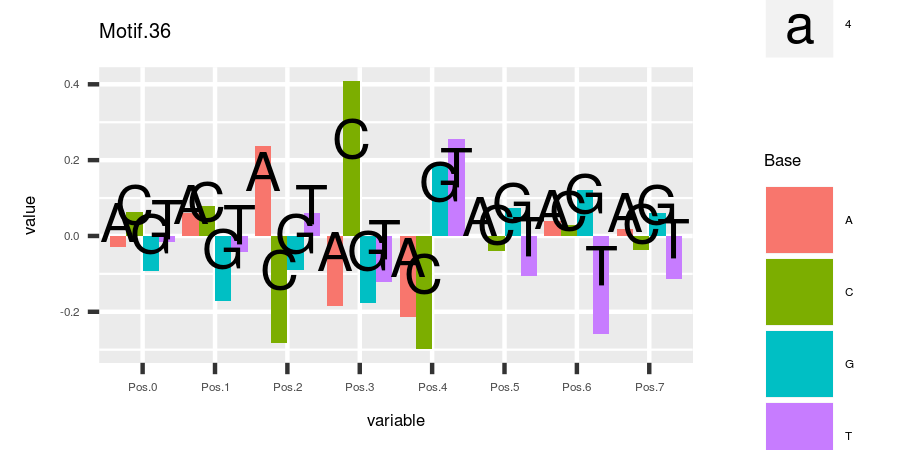 Motif.36
a 4
0.4
0.2
0.0
-0.2
value
A C G T A C G T A C G T A C G T A C G T A C G T A C G T A C G T
Pos.0 Pos.1 Pos.2 Pos.3 Pos.4 Pos.5 Pos.6 Pos.7
variable
Base
A
C
G
T